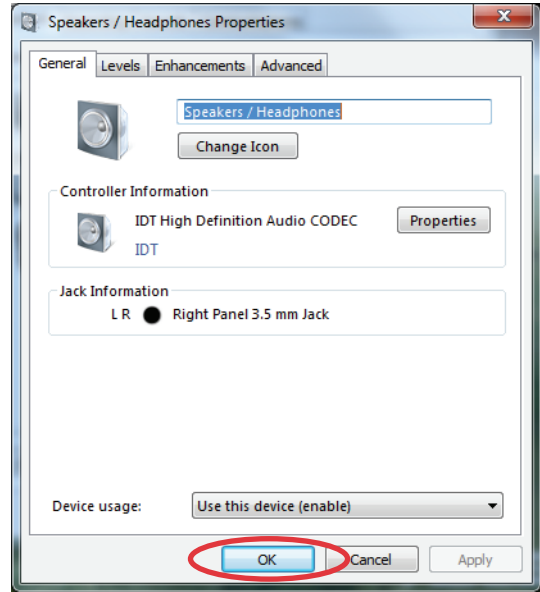 Speakers / Headphones Properties
x
General Levels Enhancements Advanced
Speakers / Headphones
Change Icon
Controller Information
IDT High Definition Audio CODEC Properties
IDT
Jack Information
L R Right Panel 3.5 mm Jack
Device usage: Use this device (enable)
OK Cancel Apply